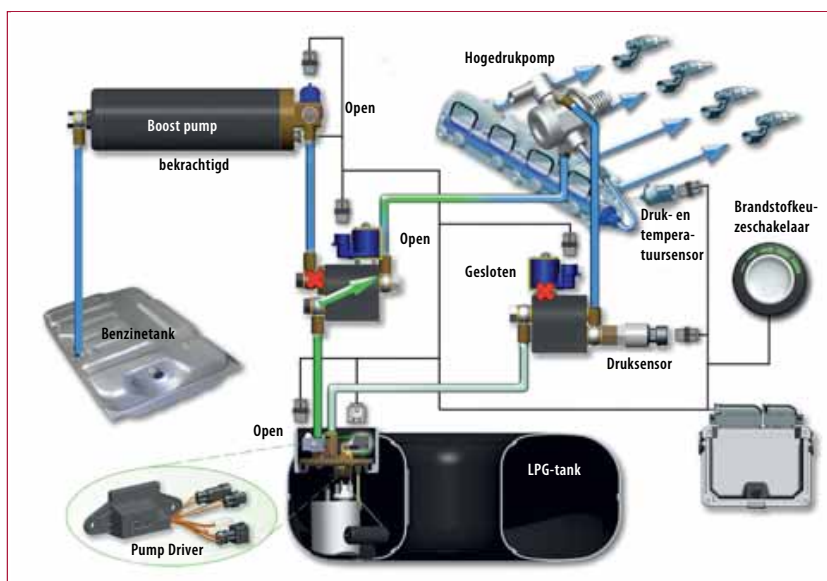 Hogedrukpomp
Boost pump
Open
bekrachtigd
Druk- en
tempera-
tuursensor
Brandstofkeu-
zeschakelaar
Open
Gesloten
Benzinetank
Druksensor
Open
LPG-tank
Pump Driver